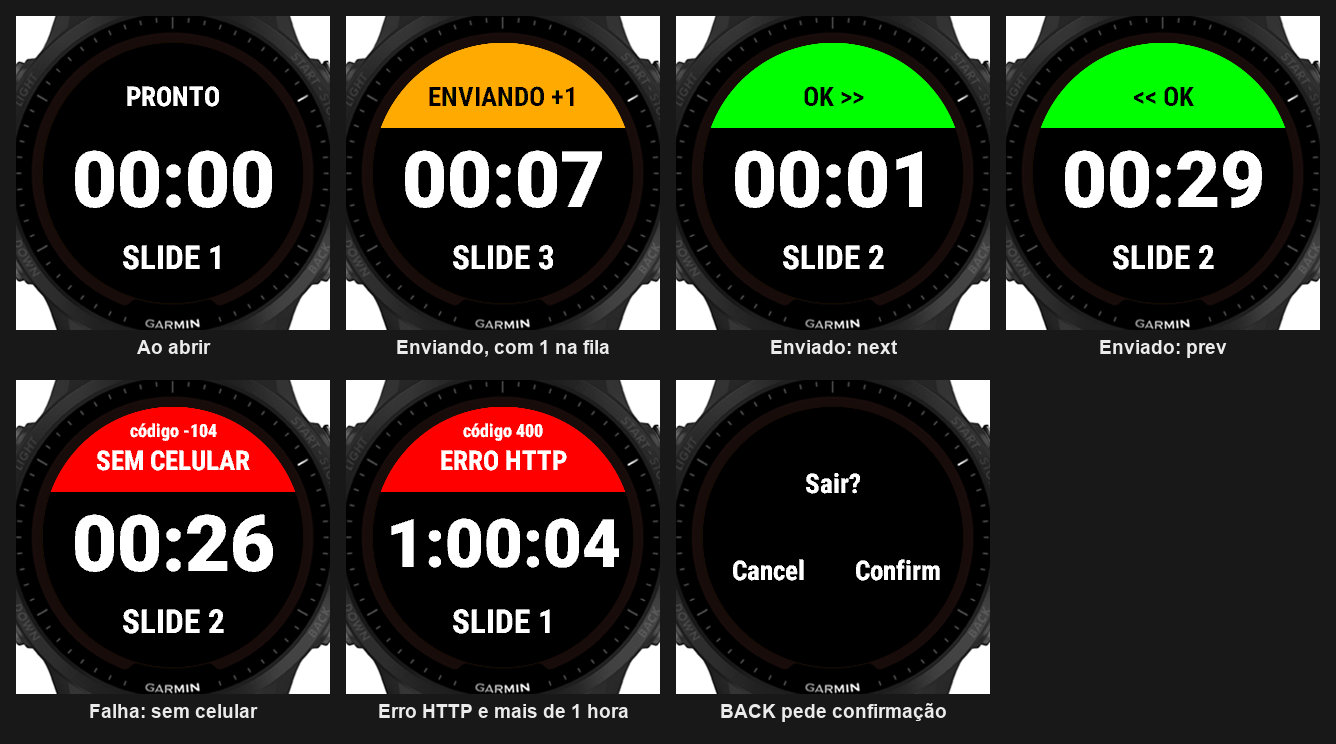 PRONTO
00:00
SLIDE 1
GARMIN
Ao abrir
ENVIANDO +1
00:07
SLIDE 3
GARMIN
Enviando, com 1 na fila
OK >>
00:01
SLIDE 2
GARMIN
Enviado: next
<< OK
00:29
SLIDE 2
GARMIN
Enviado: prev
código -104
SEM CELULAR
00:26
SLIDE 2
GARMIN
Falha: sem celular
código 400
ERRO HTTP
1:00:04
SLIDE 1
GARMIN
Erro HTTP e mais de 1 hora
Sair?
Cancel Confirm
GARMIN
BACK pede confirmação